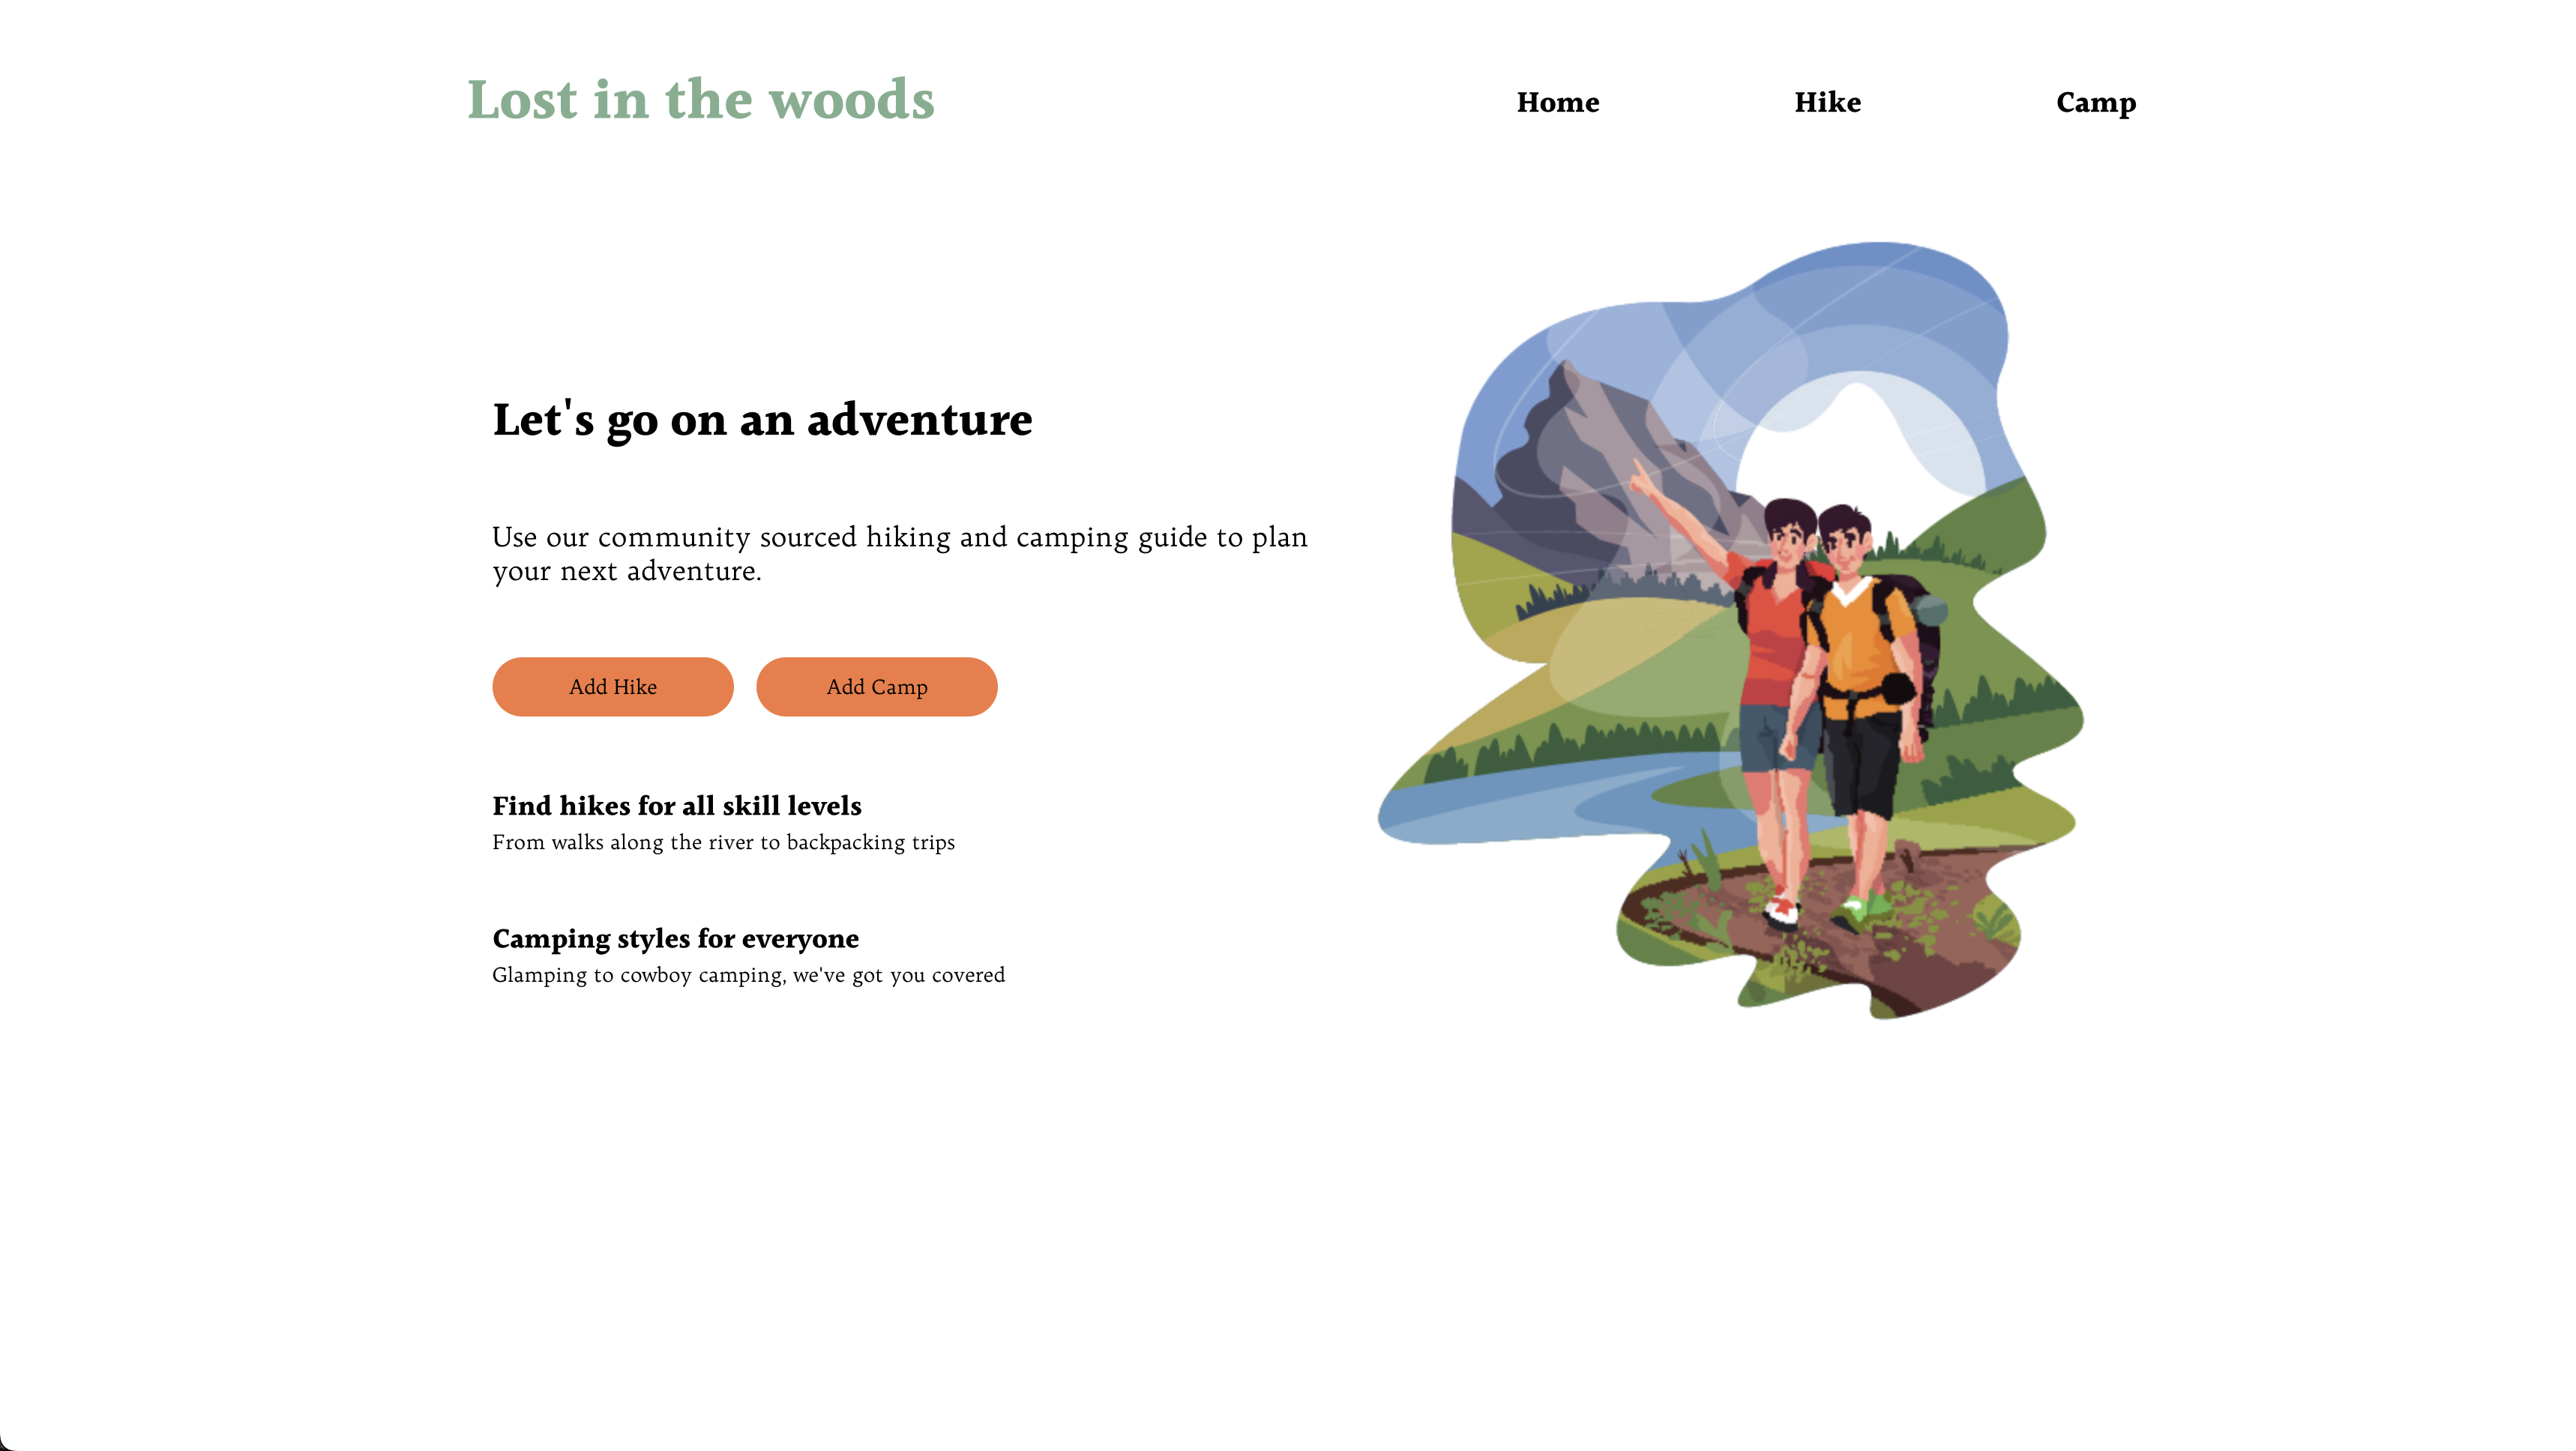 Lost in the woods
Home
Hike
Camp
Let's go on an adventure
Use our community sourced hiking and camping guide to plan
your next adventure.
Add Hike
Add Camp
Find hikes for all skill levels
From walks along the river to backpacking trips
Camping styles for everyone
Glamping to cowboy camping, we've got you covered